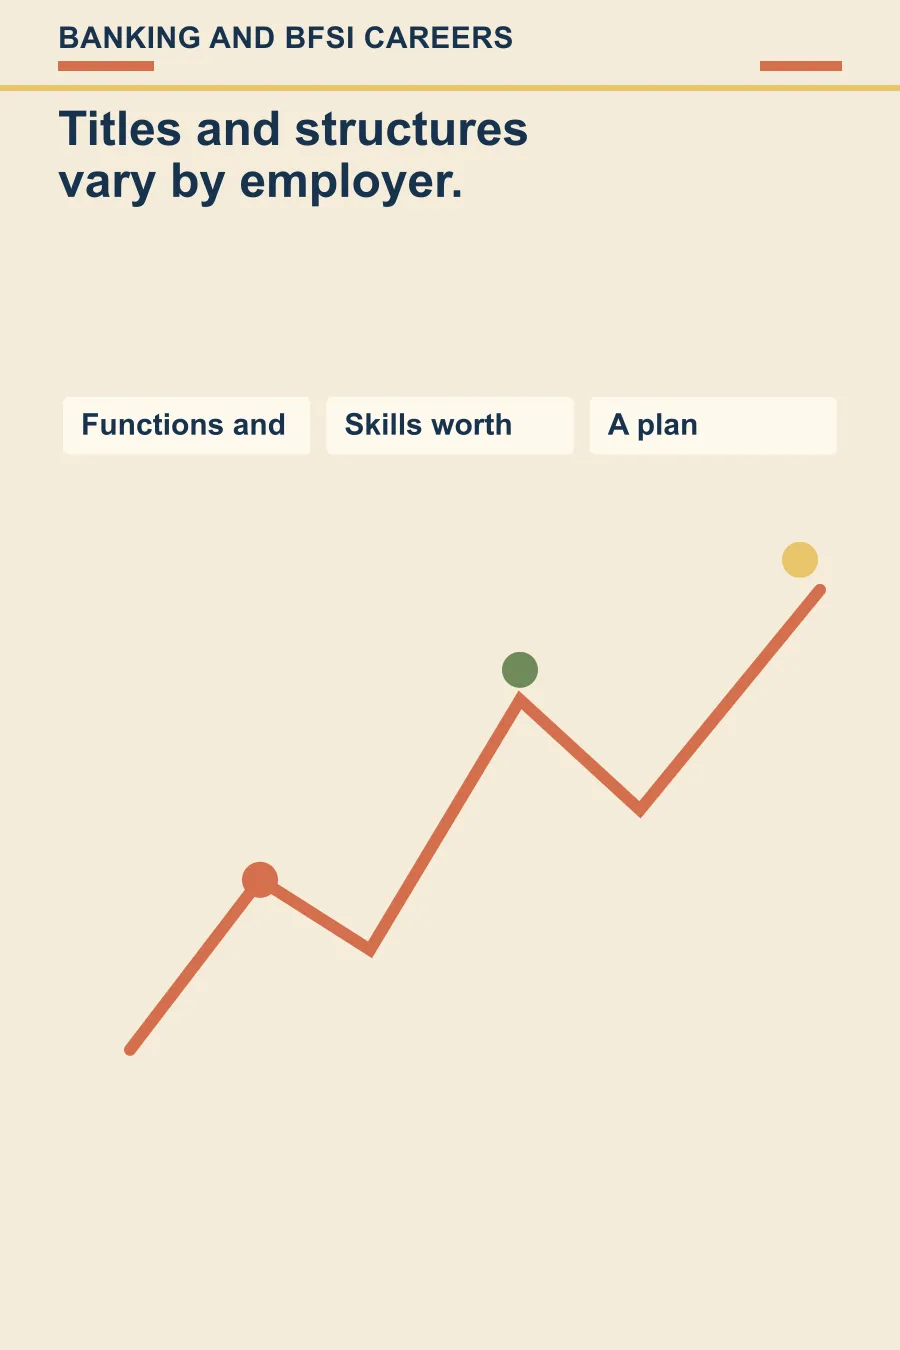 BANKING AND BFSI CAREERS
Titles and structures
vary by employer.
Functions and
Skills worth
A plan